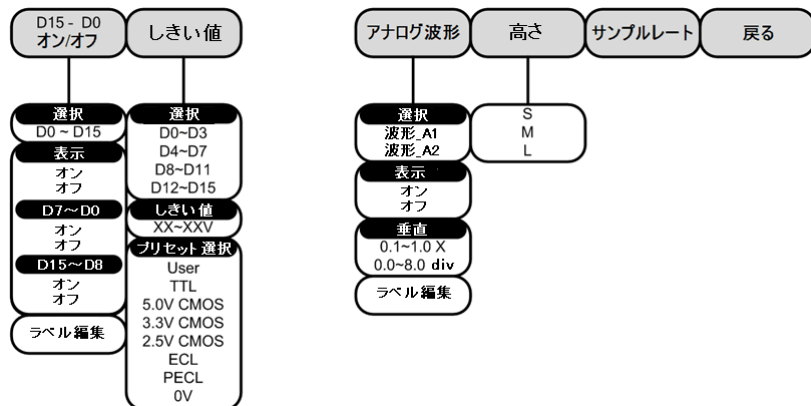 D15 - D0
オン/オフ
しきい値
アナログ波形
高さ
サンプルレート
戻る
選択
D0 ~ D15
表示
オン
オフ
D7～D0
オン
オフ
D15～D8
オン
オフ
ラベル編集
選択
D0~D3
D4~D7
D8~D11
D12~D15
しきい値
XX~XXV
プリセット選択
User
TTL
5.0V CMOS
3.3V CMOS
2.5V CMOS
ECL
PECL
0V
選択
波形_A1
波形_A2
表示
オン
オフ
垂直
0.1~1.0 X
0.0~8.0 div
ラベル編集
S
M
L